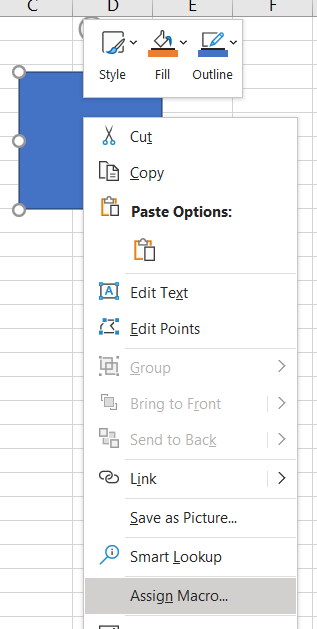 C D E F
Style Fill Outline
Cut
Copy
Paste Options:
Edit Text
Edit Points
Group
Bring to Front
Send to Back
Link
Save as Picture...
Smart Lookup
Assign Macro...